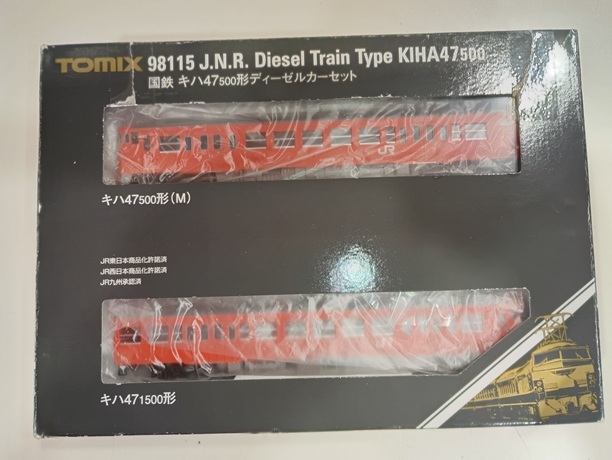 TOMIX 98115 J.N.R. Diesel Train Type KIHA47500
国鉄 キハ47500形ディーゼルカーセット
キハ47500形(M)
JR東日本商品化許諾済
JR西日本商品化許諾済
JR九州承認済
キハ471500形